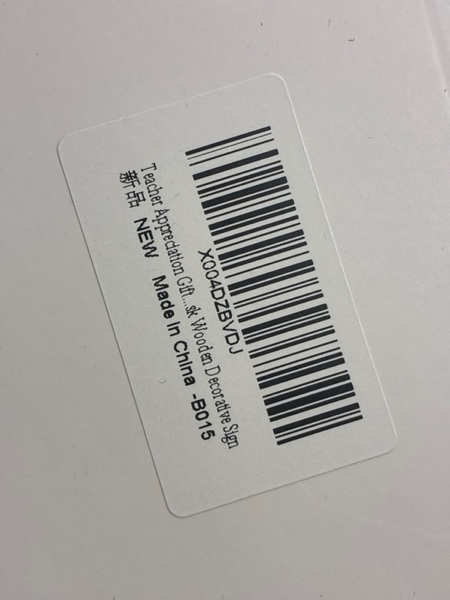 X004DZBVDJ
Teacher Appreciation Gift...sk Wooden Decorative Sign
新品 NEW Made in China -B015